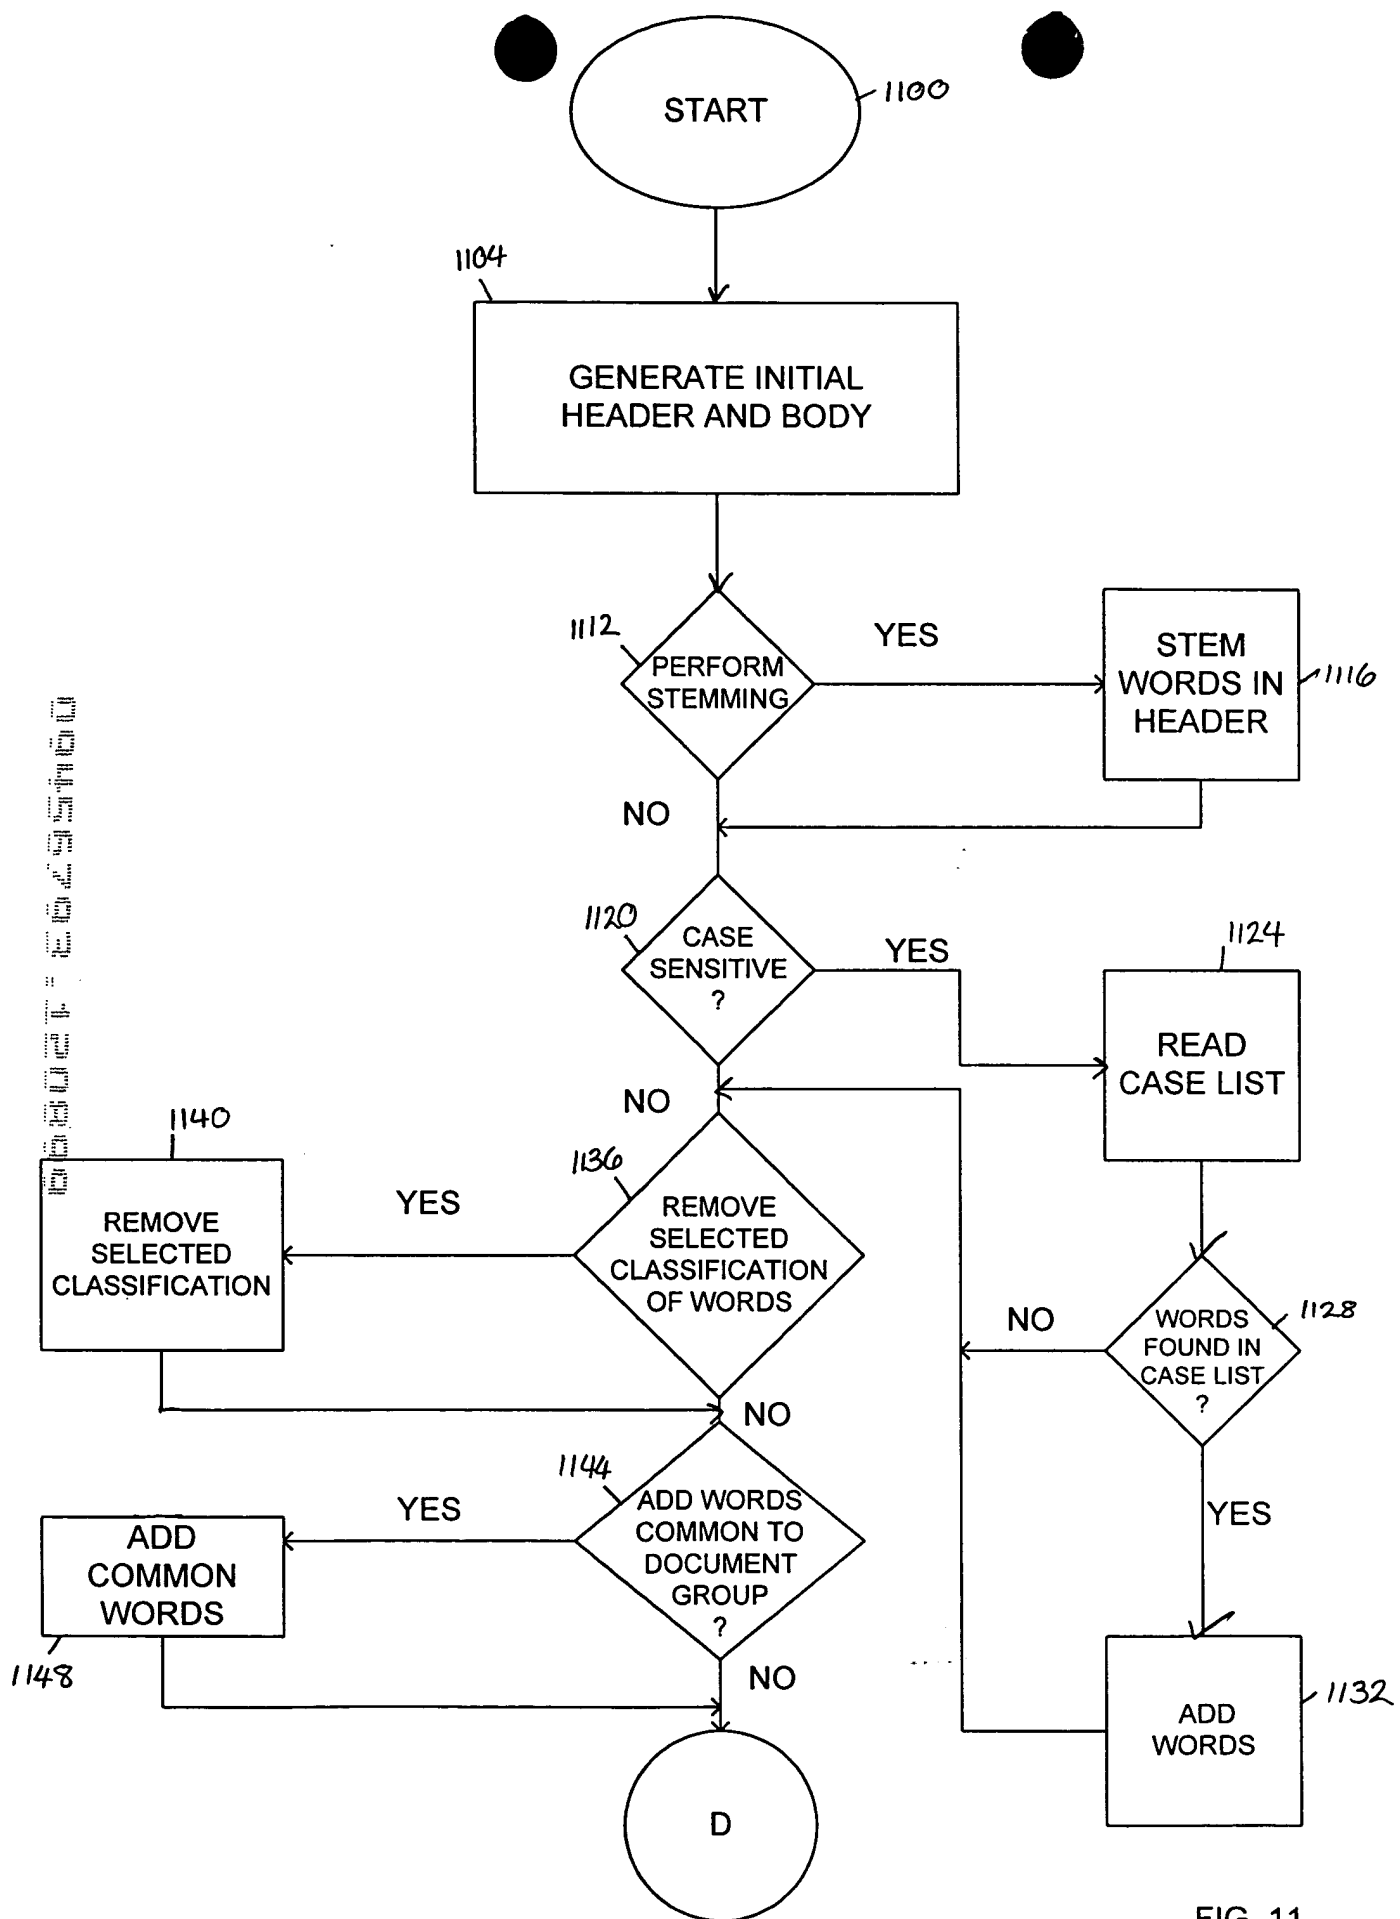 START
1100
1104
GENERATE INITIAL
HEADER AND BODY
1112
PERFORM
STEMMING
YES
STEM
WORDS IN
HEADER
1116
NO
1120
CASE
SENSITIVE
?
YES
1124
READ
CASE LIST
NO
1140
REMOVE
SELECTED
CLASSIFICATION
YES
1136
REMOVE
SELECTED
CLASSIFICATION
OF WORDS
NO
WORDS
FOUND IN
CASE LIST
?
1128
NO
YES
1144
ADD WORDS
COMMON TO
DOCUMENT
GROUP
?
YES
ADD
COMMON
WORDS
1148
NO
ADD
WORDS
1132
D
FIG. 11
09456793 - 120899